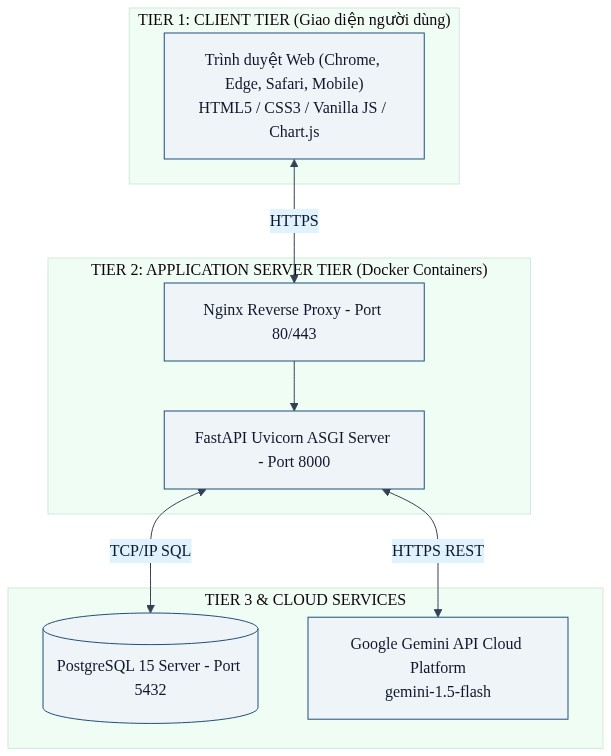 TIER 1: CLIENT TIER (Giao diện người dùng)
Trình duyệt Web (Chrome,
Edge, Safari, Mobile)
HTML5 / CSS3 / Vanilla JS /
Chart.js
HTTPS
TIER 2: APPLICATION SERVER TIER (Docker Containers)
Nginx Reverse Proxy - Port
80/443
FastAPI Uvicorn ASGI Server
- Port 8000
TCP/IP SQL
HTTPS REST
TIER 3 & CLOUD SERVICES
PostgreSQL 15 Server - Port
5432
Google Gemini API Cloud
Platform
gemini-1.5-flash